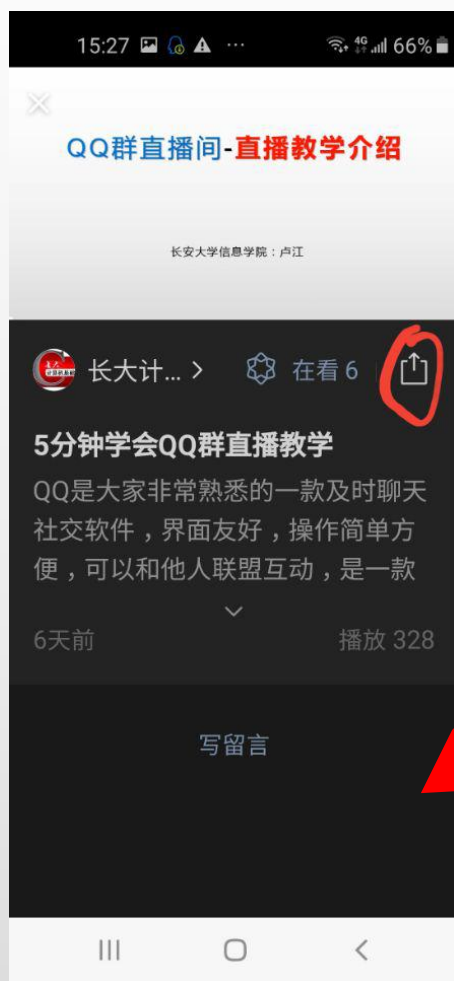 15:27 ... 4G 66%
QQ群直播间-直播教学介绍
长安大学信息学院：卢江
长大计... > 在看 6
5分钟学会QQ群直播教学
QQ是大家非常熟悉的一款及时聊天
社交软件，界面友好，操作简单方
便，可以和他人联盟互动，是一款
6天前 播放 328
写留言